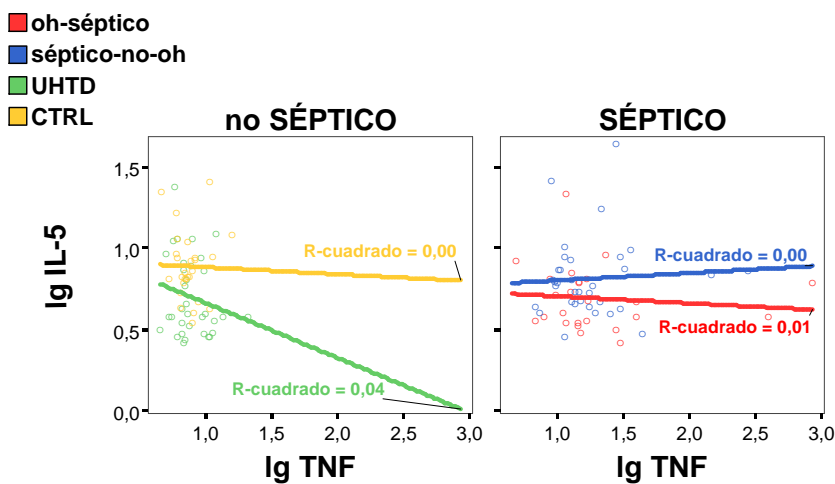 oh-séptico
séptico-no-oh
UHTD
CTRL
no SÉPTICO
SÉPTICO
lg IL-5
1,5
1,0
0,5
0,0
R-cuadrado = 0,00
R-cuadrado = 0,04
R-cuadrado = 0,00
R-cuadrado = 0,01
1,0
1,5
2,0
2,5
3,0
1,0
1,5
2,0
2,5
3,0
lg TNF
lg TNF